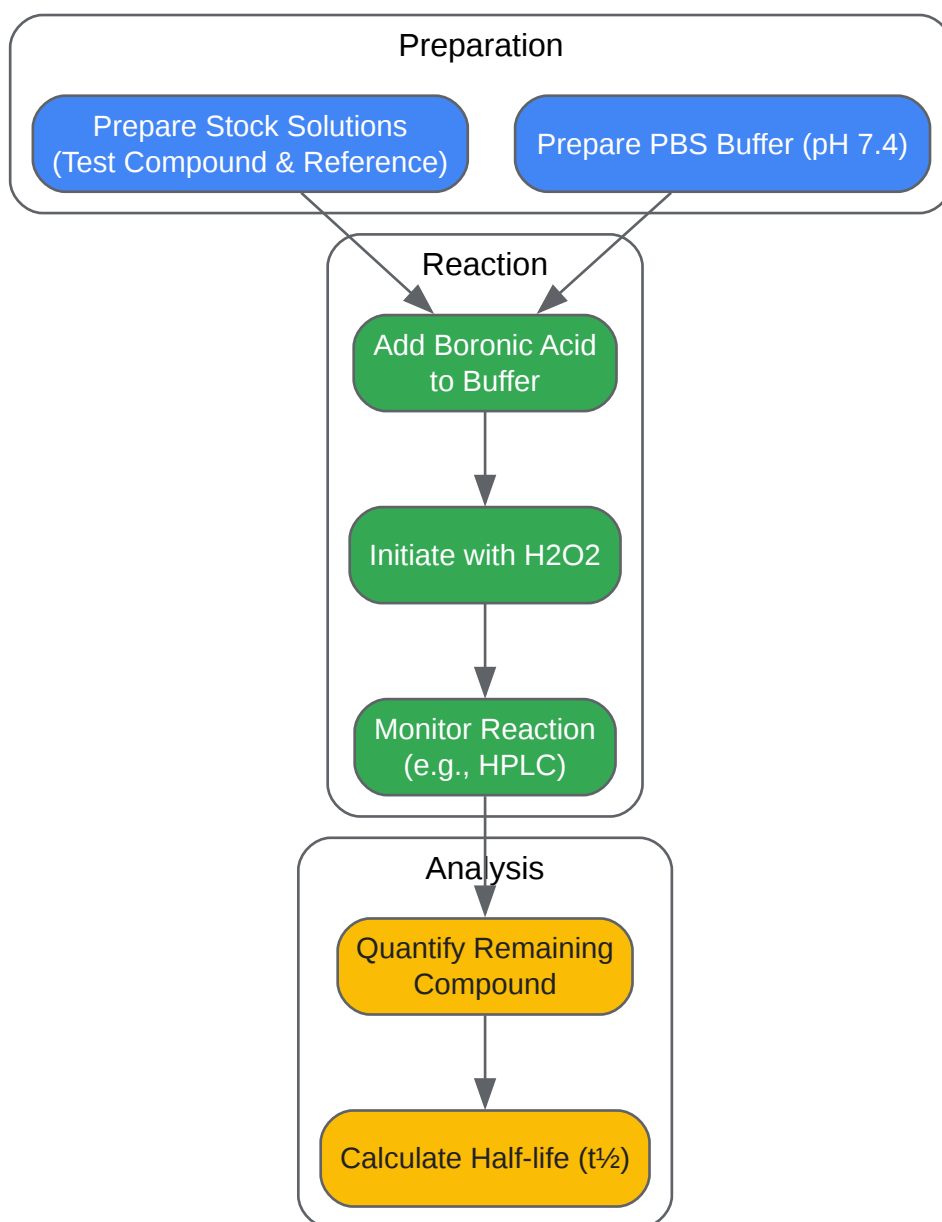 Preparation
Prepare Stock Solutions
(Test Compound & Reference)
Prepare PBS Buffer (pH 7.4)
Reaction
Add Boronic Acid
to Buffer
Initiate with H2O2
Monitor Reaction
(e.g., HPLC)
Analysis
Quantify Remaining
Compound
Calculate Half-life (t½)